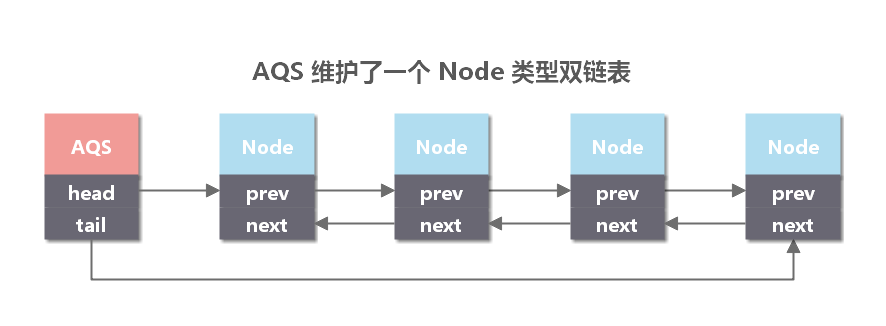 AQS 维护了一个 Node 类型双链表
AQS Node Node Node Node
head prev prev prev prev
tail next next next next